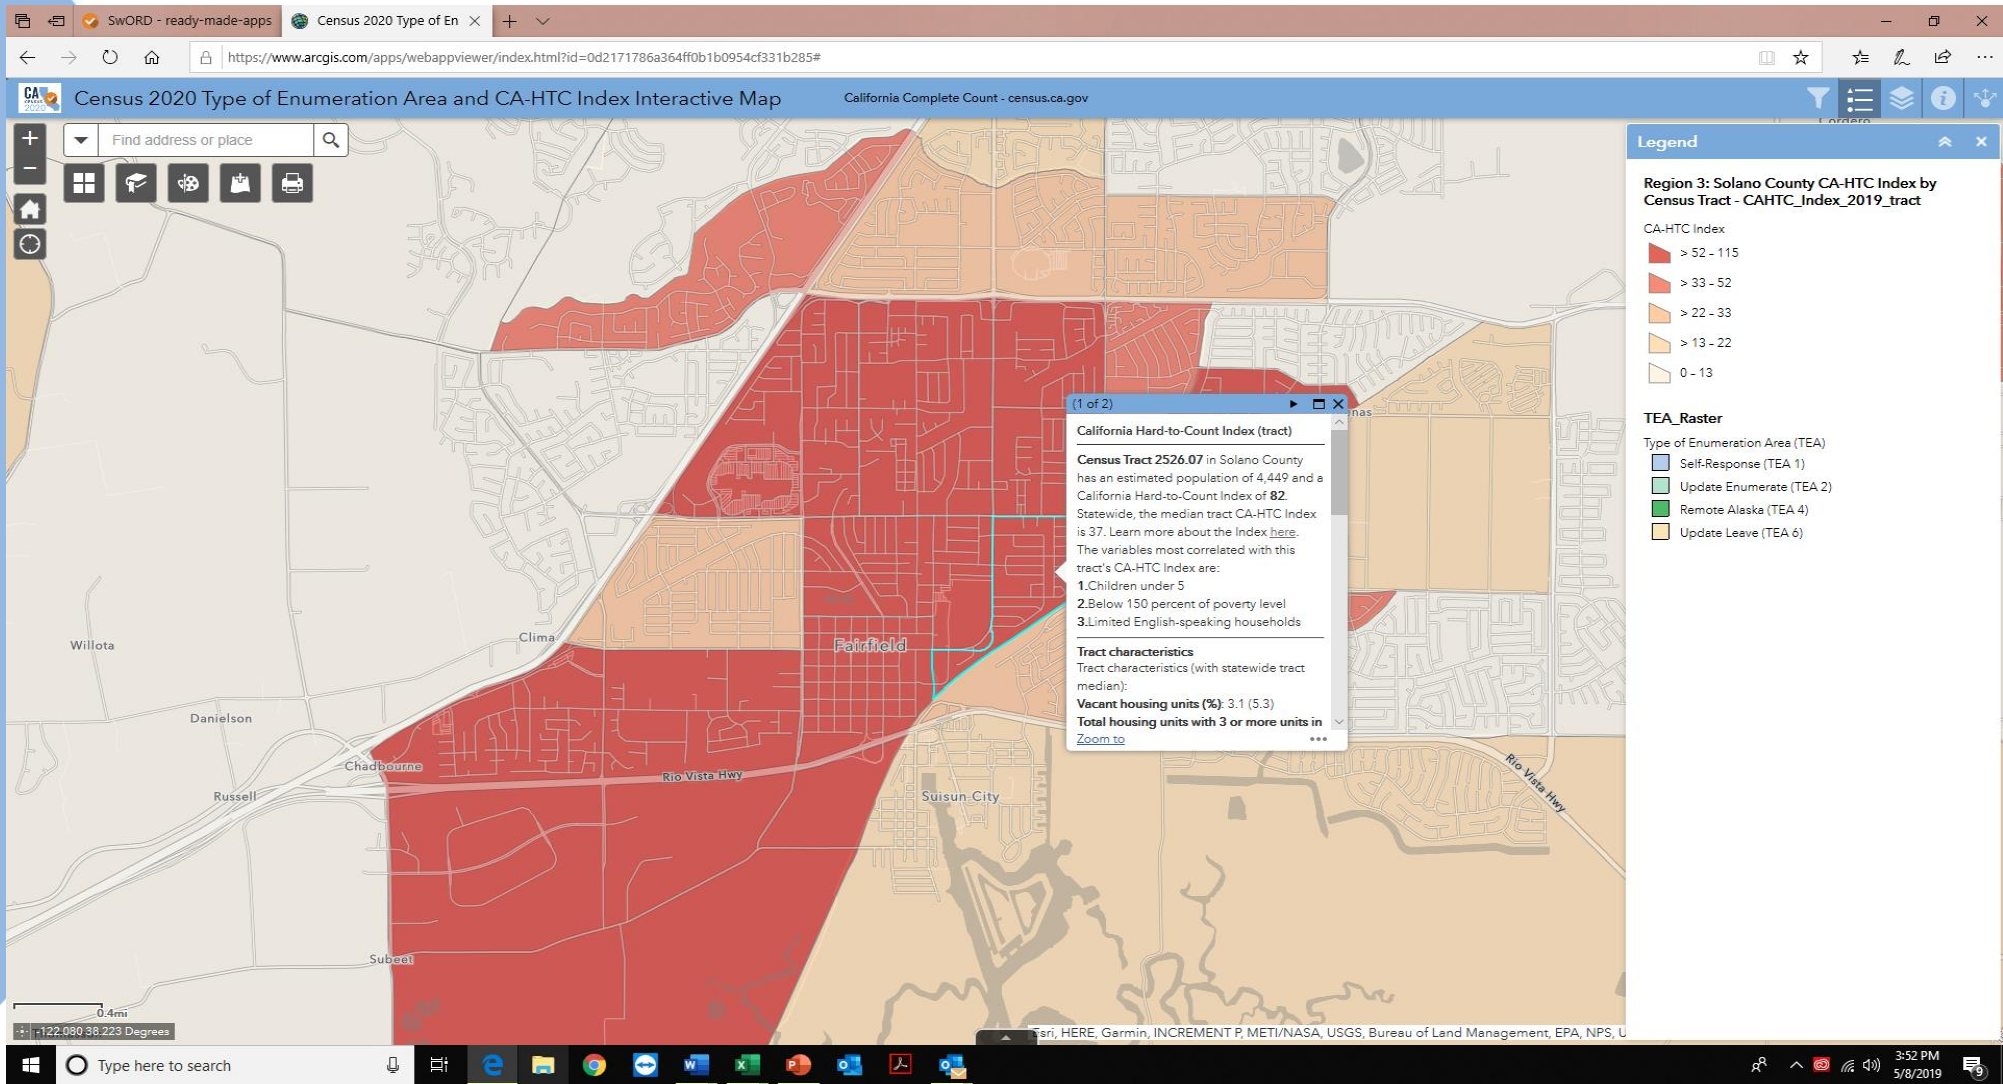 SwORD - ready-made-apps
Census 2020 Type of En
https://www.arcgis.com/apps/webappviewer/index.html?id=0d2171786a364ff0b1b0954cf331b285#
CA
CENSUS
2020
Census 2020 Type of Enumeration Area and CA-HTC Index Interactive Map
California Complete Count - census.ca.gov
Find address or place
Cordero
Legend
Region 3: Solano County CA-HTC Index by
Census Tract - CAHTC_Index_2019_tract
CA-HTC Index
> 52 - 115
> 33 - 52
> 22 - 33
> 13 - 22
0 - 13
TEA_Raster
Type of Enumeration Area (TEA)
Self-Response (TEA 1)
Update Enumerate (TEA 2)
Remote Alaska (TEA 4)
Update Leave (TEA 6)
(1 of 2)
California Hard-to-Count Index (tract)
Census Tract 2526.07 in Solano County
has an estimated population of 4,449 and a
California Hard-to-Count Index of 82.
Statewide, the median tract CA-HTC Index
is 37. Learn more about the Index here.
The variables most correlated with this
tract's CA-HTC Index are:
1.Children under 5
2.Below 150 percent of poverty level
3.Limited English-speaking households
Tract characteristics
Tract characteristics (with statewide tract
median):
Vacant housing units (%): 3.1 (5.3)
Total housing units with 3 or more units in
Zoom to
nas
Willota
Clima
Fairfield
Danielson
Chadbourne
Russell
Rio Vista Hwy
Suisun City
Rio Vista Hwy
Subeet
0.4mi
-122.080 38.223 Degrees
Esri, HERE, Garmin, INCREMENT P, METI/NASA, USGS, Bureau of Land Management, EPA, NPS, U
Type here to search
3:52 PM
5/8/2019
9